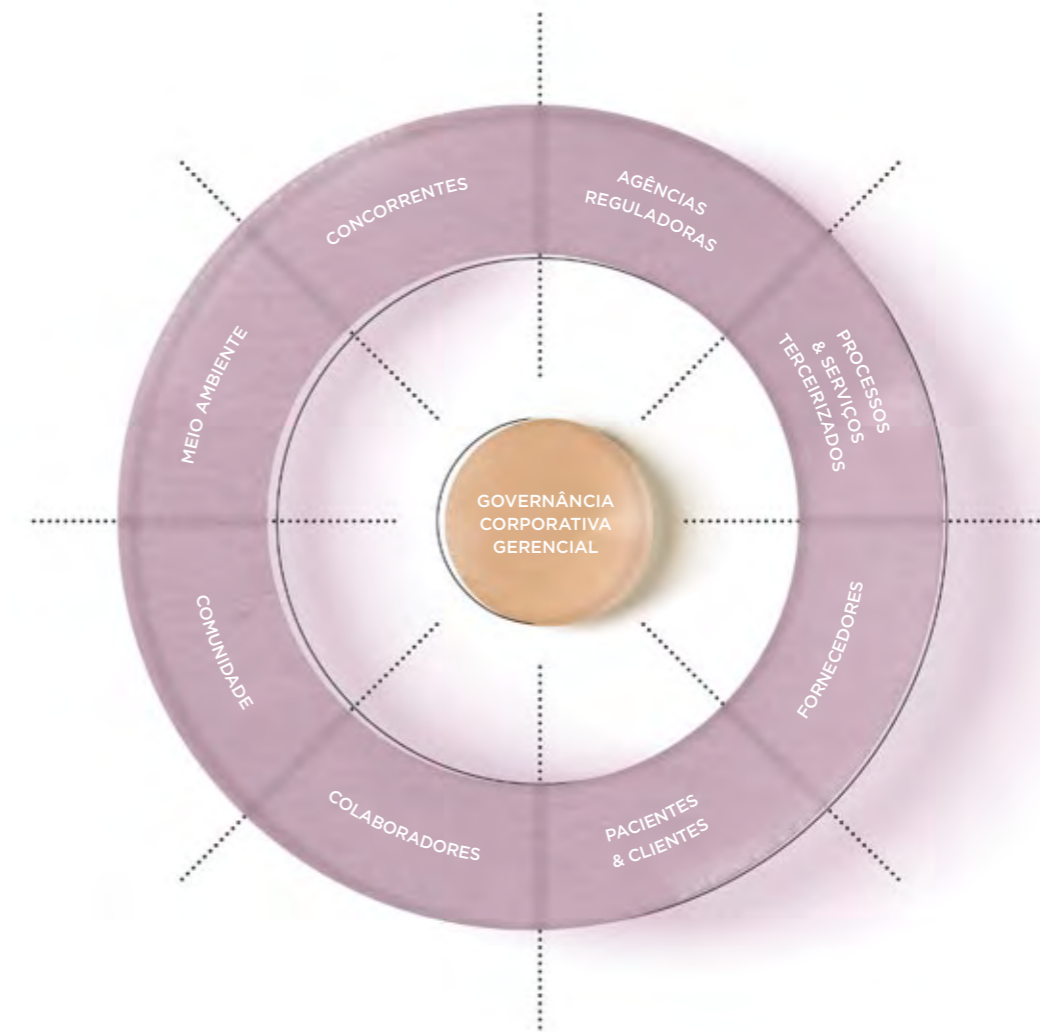 CONCORRENTES
AGÊNCIAS
REGULADORAS
PROCESSOS
& SERVIÇOS
TERCEIRIZADOS
FORNECEDORES
PACIENTES
& CLIENTES
COLABORADORES
COMUNIDADE
MEIO AMBIENTE
GOVERNÂNCIA
CORPORATIVA
GERENCIAL